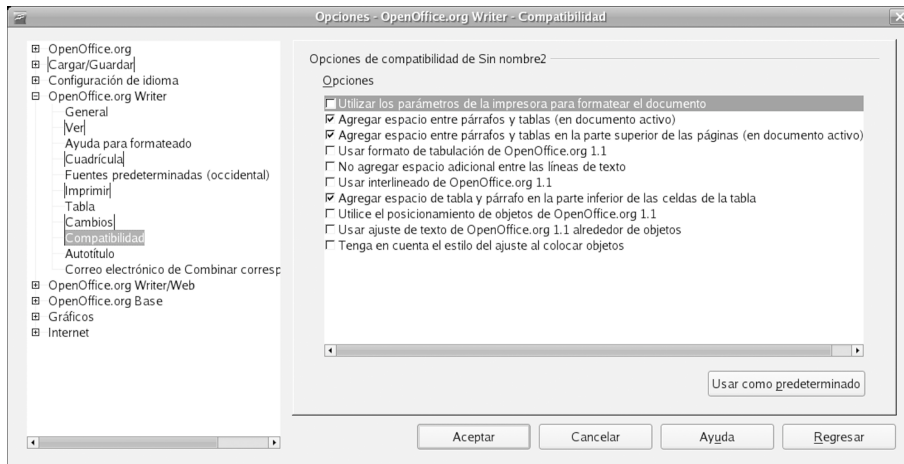 Opciones - OpenOffice.org Writer - Compatibilidad
OpenOffice.org
Cargar/Guardar
Configuración de idioma
OpenOffice.org Writer
General
Ver
Ayuda para formateado
Cuadrícula
Fuentes predeterminadas (occidental)
Imprimir
Tabla
Cambios
Compatibilidad
Autotítulo
Correo electrónico de Combinar corresp
OpenOffice.org Writer/Web
OpenOffice.org Base
Gráficos
Internet
Opciones de compatibilidad de Sin nombre2
Opciones
Utilizar los parámetros de la impresora para formatear el documento
Agregar espacio entre párrafos y tablas (en documento activo)
Agregar espacio entre párrafos y tablas en la parte superior de las páginas (en documento activo)
Usar formato de tabulación de OpenOffice.org 1.1
No agregar espacio adicional entre las líneas de texto
Usar interlineado de OpenOffice.org 1.1
Agregar espacio de tabla y párrafo en la parte inferior de las celdas de la tabla
Utilice el posicionamiento de objetos de OpenOffice.org 1.1
Usar ajuste de texto de OpenOffice.org 1.1 alrededor de objetos
Tenga en cuenta el estilo del ajuste al colocar objetos
Usar como predeterminado
Aceptar
Cancelar
Ayuda
Regresar